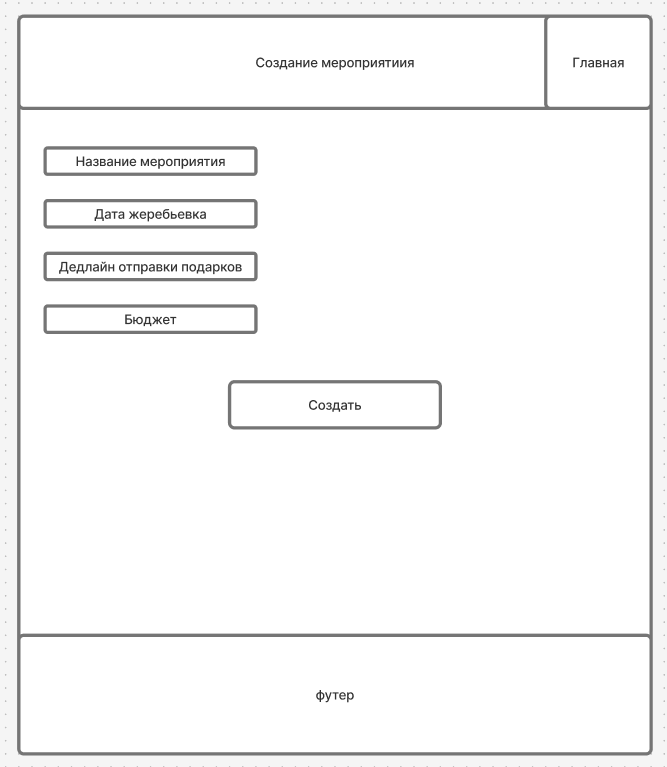 Создание мероприятиия
Главная
Название мероприятия
Дата жеребьевка
Дедлайн отправки подарков
Бюджет
Создать
футер